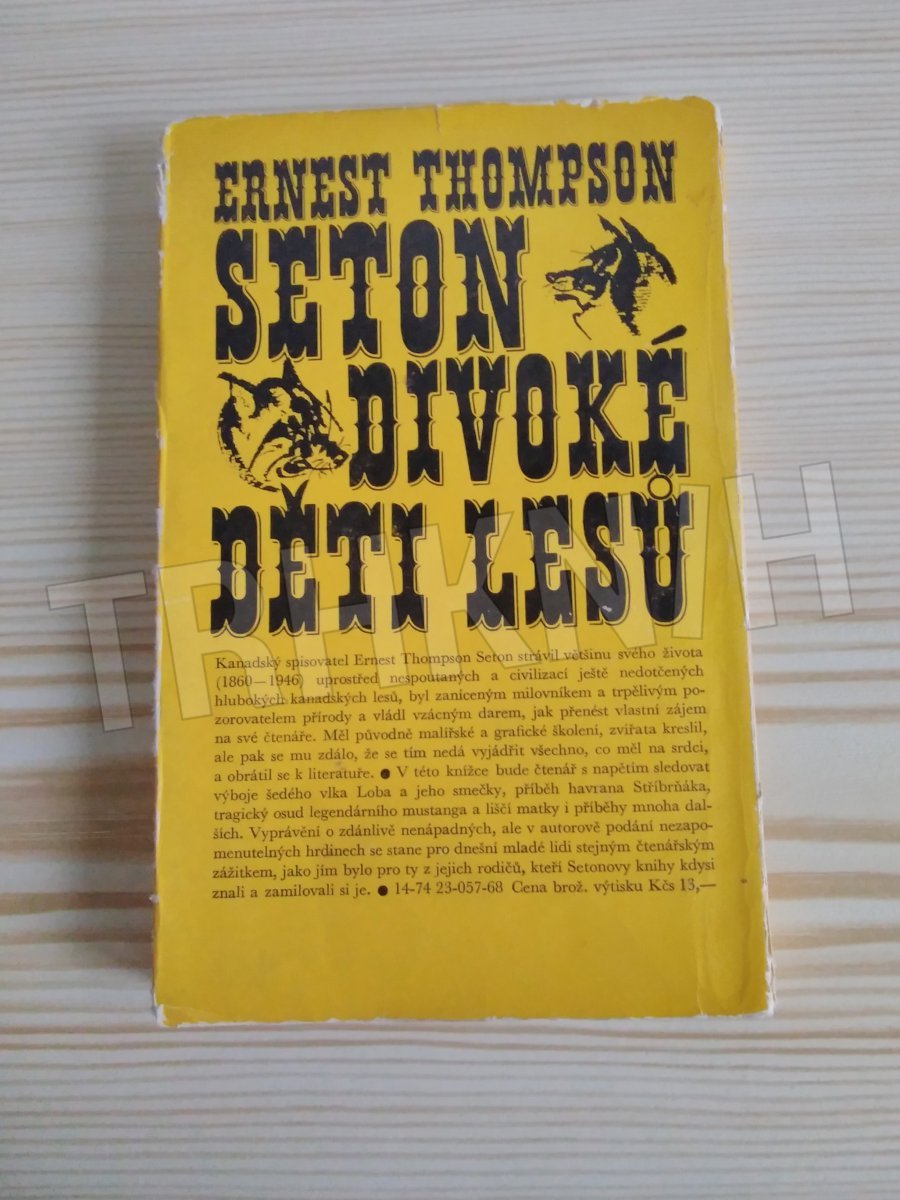 ERNEST THOMPSON
SETON
DIVOKÉ
DĚTI LESŮ
TRHKNIH
Kanadský spisovatel Ernest Thompson Seton strávil většinu svého života
(1860—1946) uprostřed nespoutaných a civilizací ještě nedotčených
hlubokých kanadských lesů, byl zaníceným milovníkem a trpělivým po-
zorovatelem přírody a vládl vzácným darem, jak přenést vlastní zájem
na své čtenáře. Měl původně malířské a grafické školení, zvířata kreslil,
ale pak se mu zdálo, že se tím nedá vyjádřit všechno, co měl na srdci,
a obrátil se k literatuře. ● V této knížce bude čtenář s napětím sledovat
výboje šedého vlka Loba a jeho smečky, příběh havrana Stříbrňáka,
tragický osud legendárního mustanga a liščí matky i příběhy mnoha dal-
ších. Vyprávění o zdánlivě nenápadných, ale v autorově podání nezapo-
menutelných hrdinech se stane pro dnešní mladé lidi stejným čtenářským
zážitkem, jako jím bylo pro ty z jejich rodičů, kteří Setonovy knihy kdysi
znali a zamilovali si je. ● 14-74 23-057-68 Cena brož. výtisku Kčs 13,—